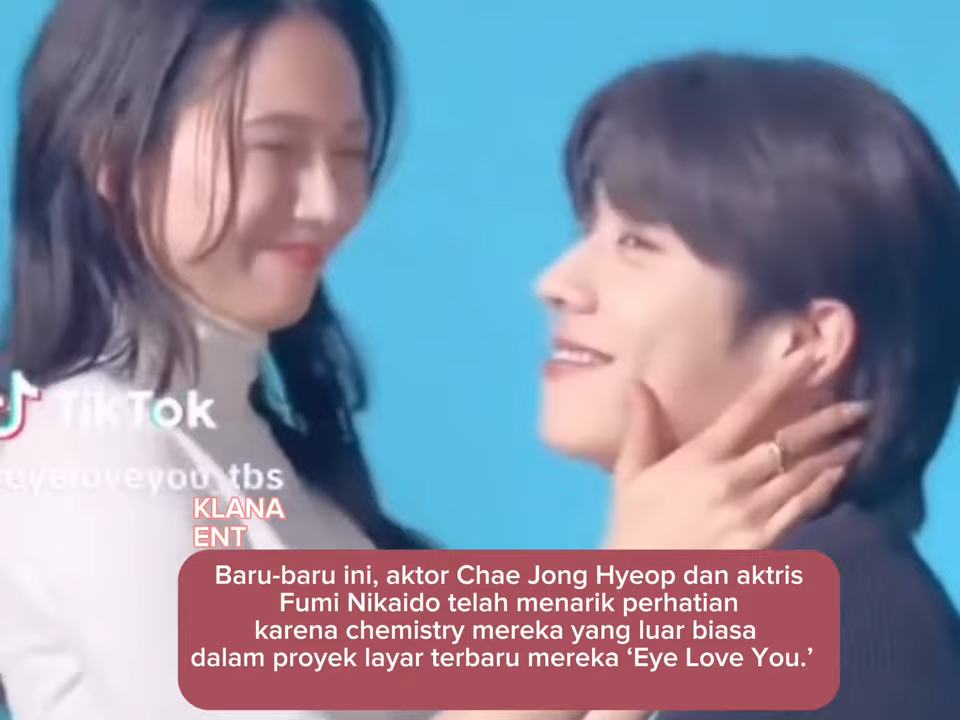 TikTok
eyeloveyou_tbs
KLANA
ENT
Baru-baru ini, aktor Chae Jong Hyeop dan aktris
Fumi Nikaido telah menarik perhatian
karena chemistry mereka yang luar biasa
dalam proyek layar terbaru mereka ‘Eye Love You.’